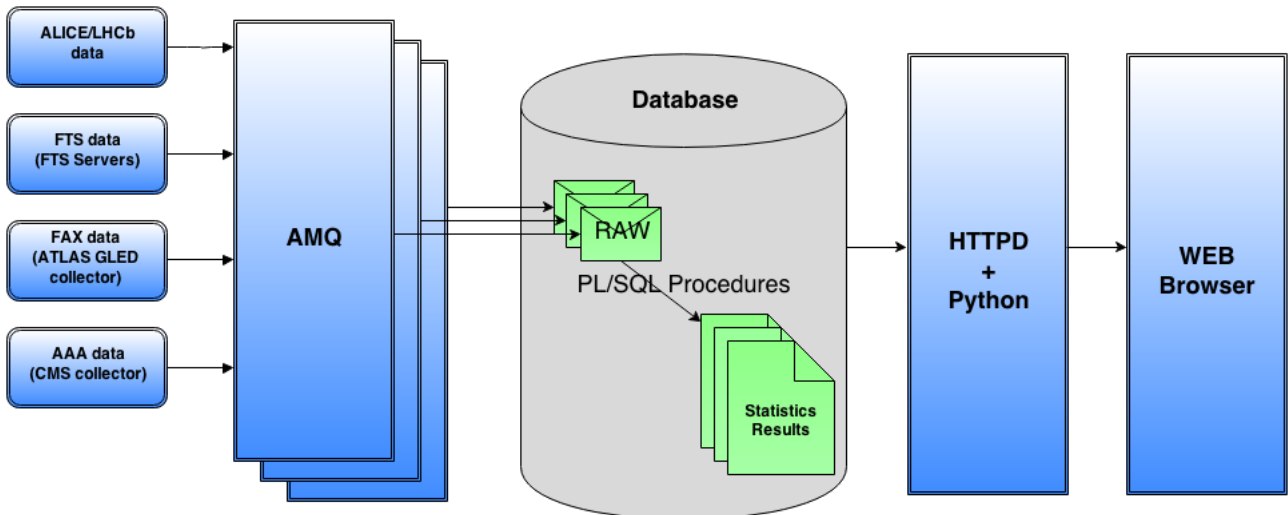 ALICE/LHCb
data
FTS data
(FTS Servers)
FAX data
(ATLAS GLED
collector)
AAA data
(CMS collector)
AMQ
Database
RAW
PL/SQL Procedures
Statistics
Results
HTTPD
+
Python
WEB
Browser